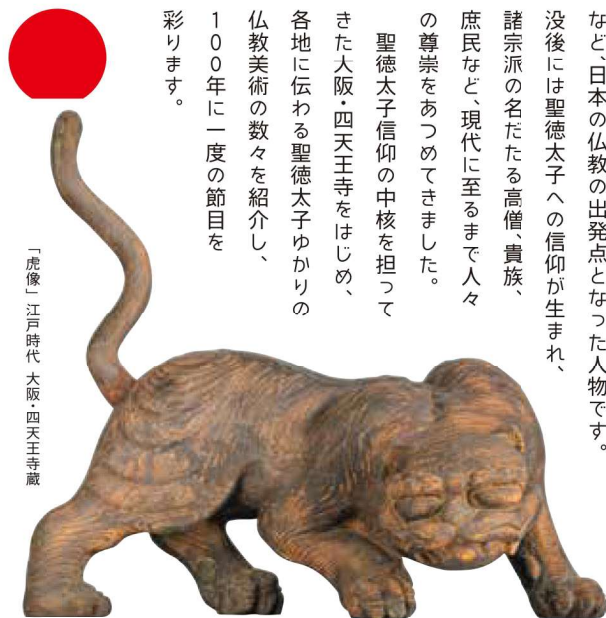 など、日本の仏教の出発点となった人物です。
没後には聖徳太子への信仰が生まれ、
諸宗派の名だたる高僧、貴族、
庶民など、現代に至るまで人々
の尊崇をあつめてきました。
　聖徳太子信仰の中核を担って
きた大阪・四天王寺をはじめ、
各地に伝わる聖徳太子ゆかりの
仏教美術の数々を紹介し、
100年に一度の節目を
彩ります。
「虎像」江戸時代 大阪・四天王寺蔵